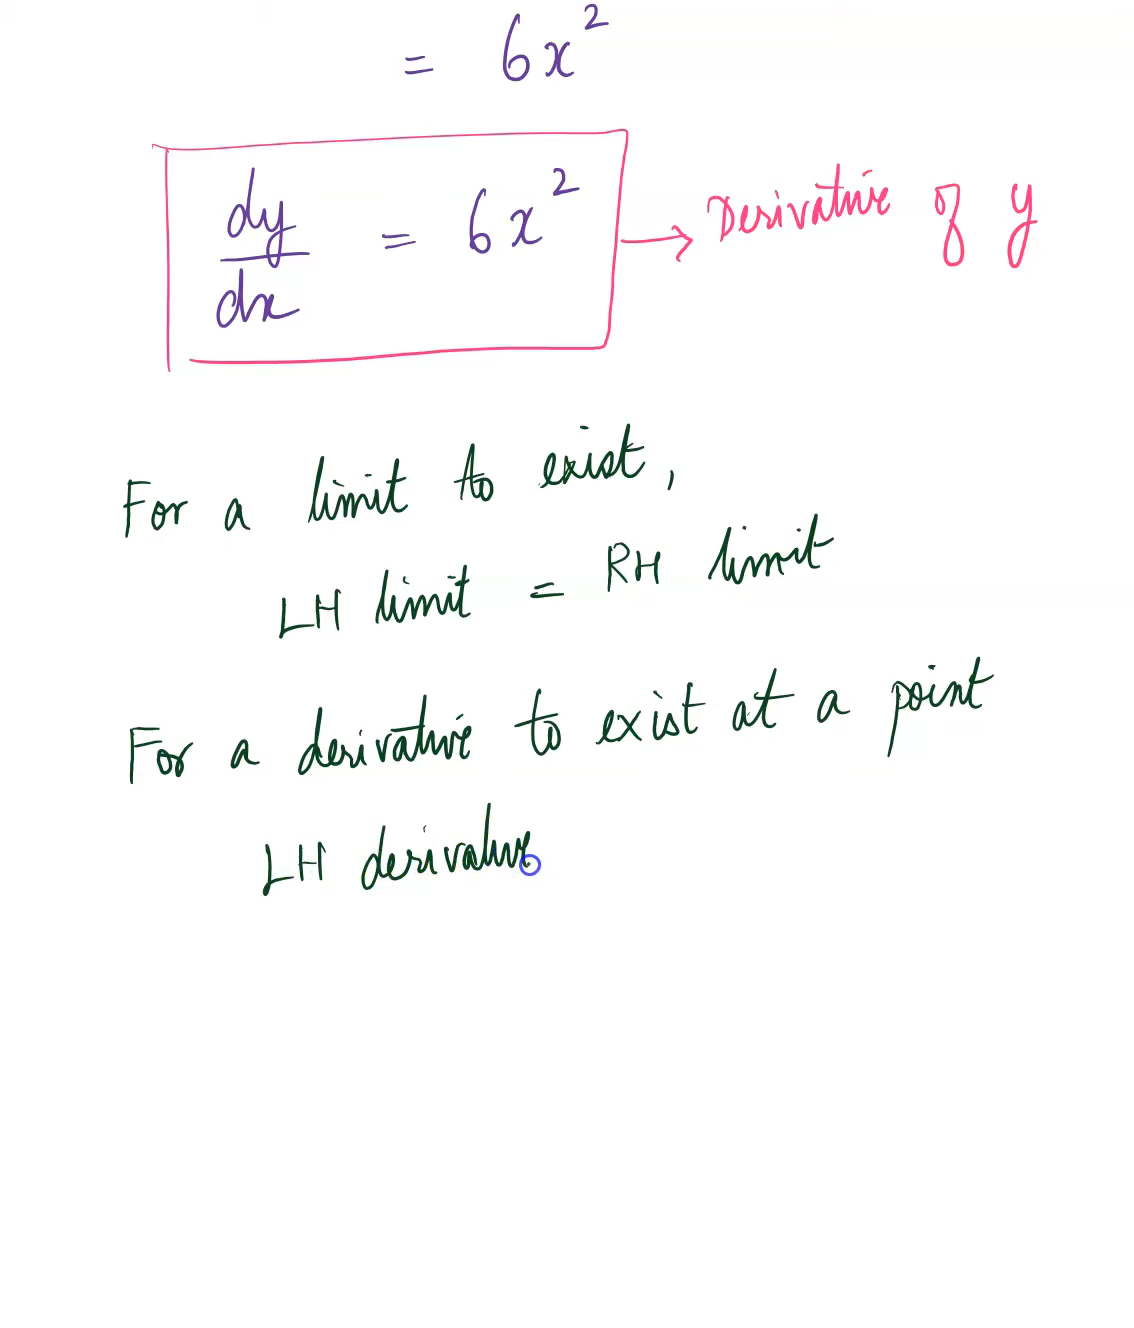 = 6x²
dy/dx = 6x² → Derivative of y
For a limit to exist,
LH limit = RH limit
For a derivative to exist at a point
LH derivative